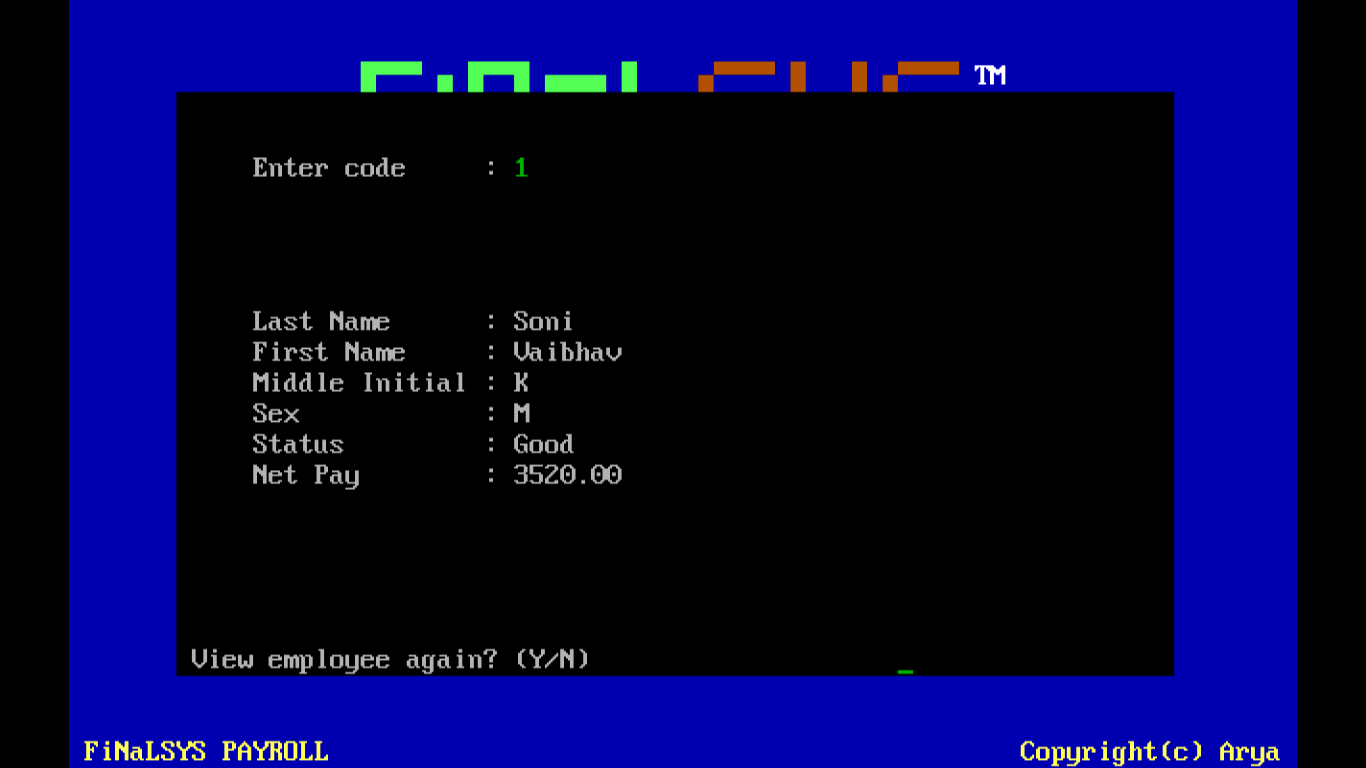 TM
Enter code : 1
Last Name : Soni
First Name : Vaibhav
Middle Initial : K
Sex : M
Status : Good
Net Pay : 3520.00
View employee again? (Y/N)
FiNaLSYS PAYROLL
Copyright(c) Arya